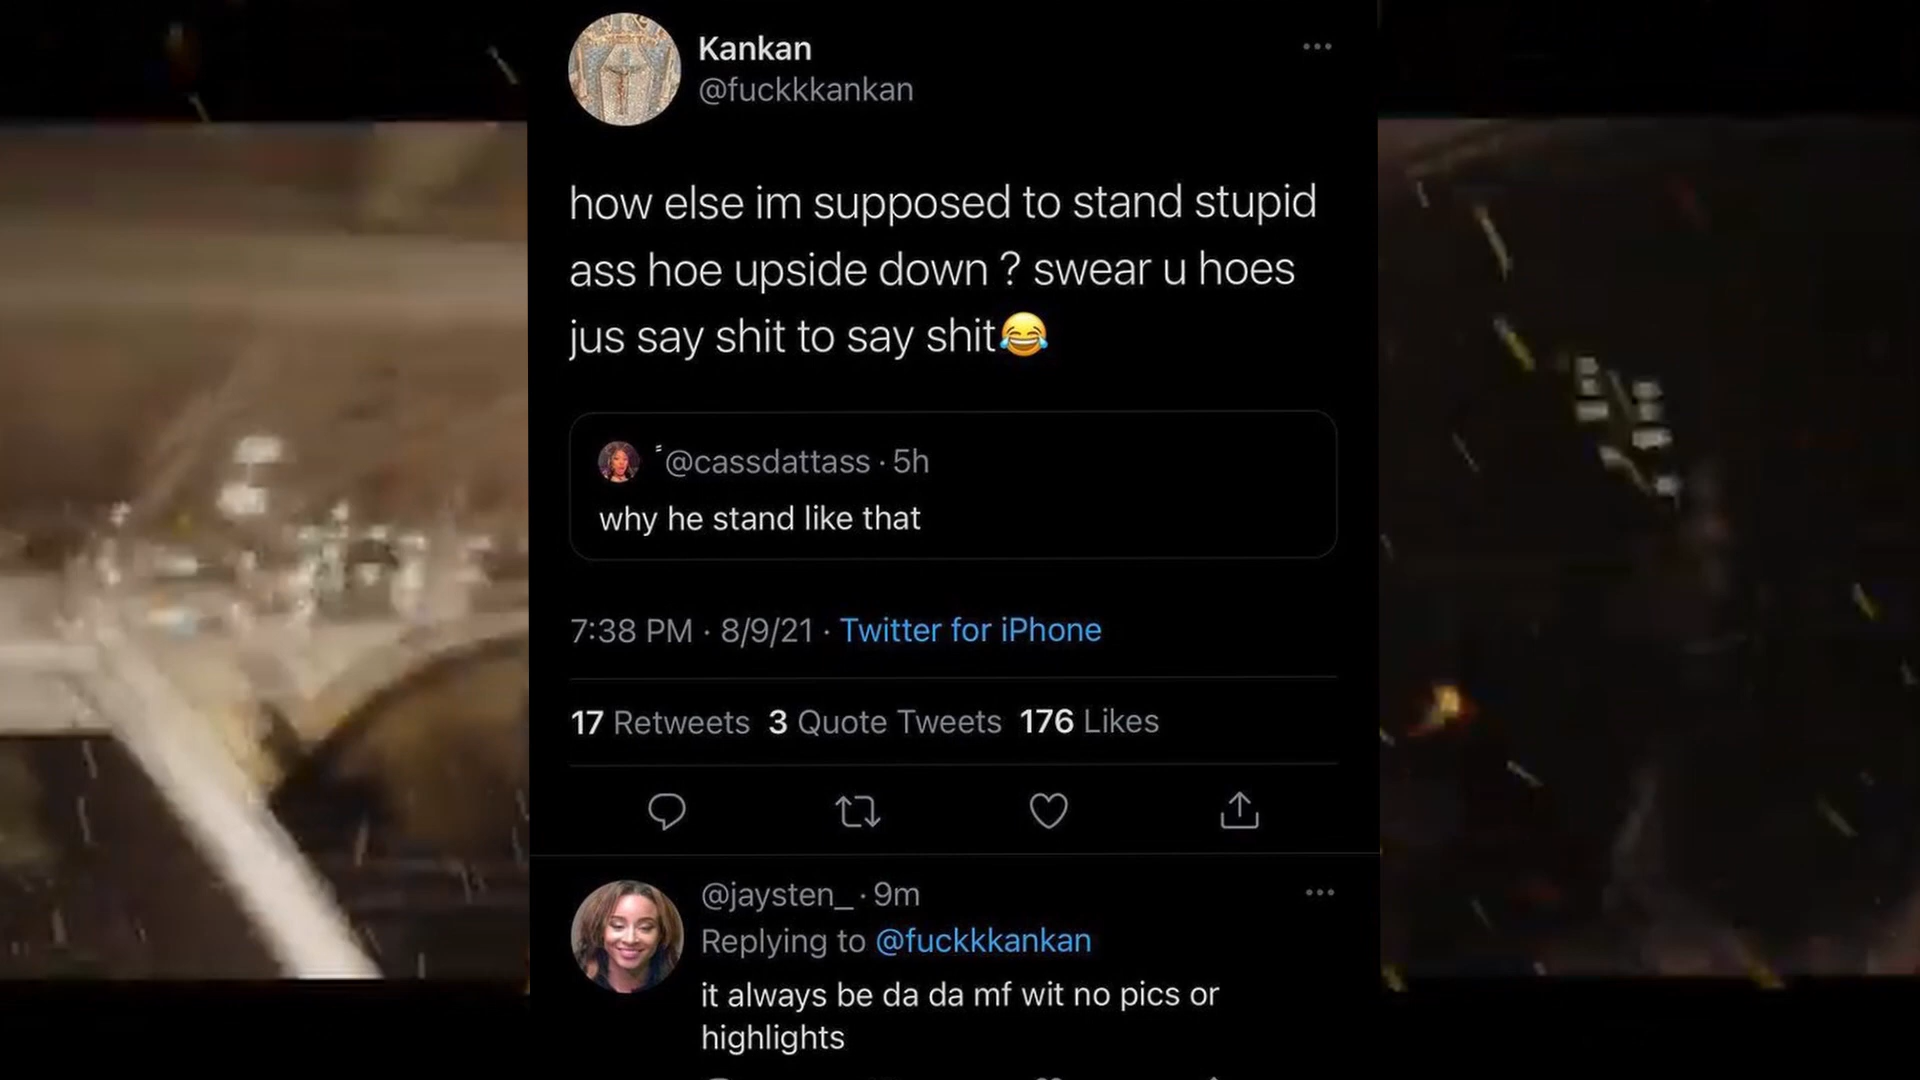 Kankan
@fuckkkankan
how else im supposed to stand stupid
ass hoe upside down ? swear u hoes
jus say shit to say shit😂
@cassdattass · 5h
why he stand like that
7:38 PM · 8/9/21 · Twitter for iPhone
17 Retweets 3 Quote Tweets 176 Likes
@jaysten_ · 9m
Replying to @fuckkkankan
it always be da da mf wit no pics or
highlights